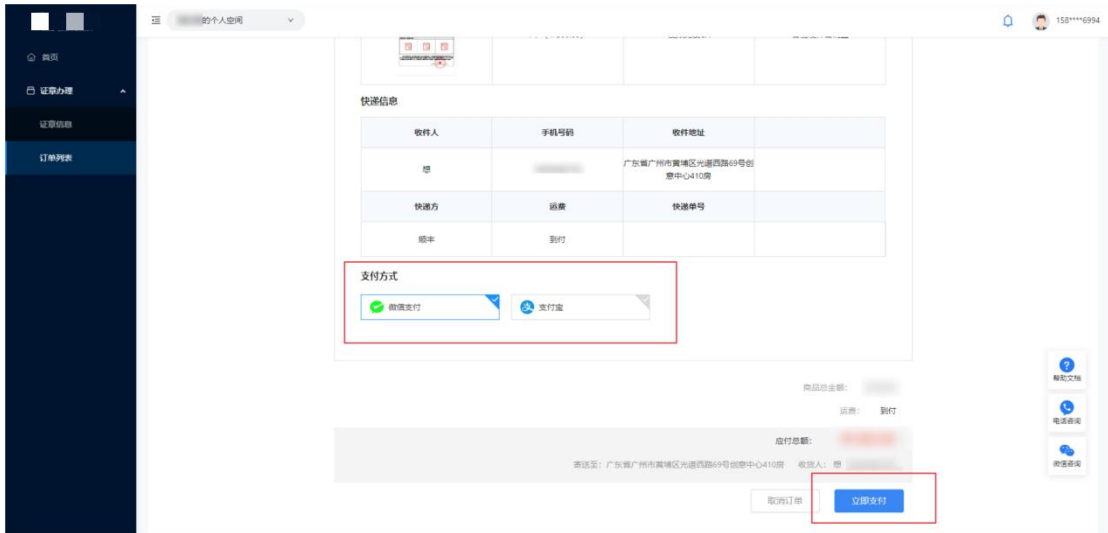 的个人空间
158****6994
首页
证章办理
证章信息
订单列表
快递信息
收件人 手机号码 收件地址
想 广东省广州市黄埔区光谱西路69号创
意中心410房
快递方 运费 快递单号
顺丰 到付
支付方式
微信支付 支付宝
帮助文档
商品总金额：
运费： 到付
电话咨询
应付总额：
微信咨询
寄送至：广东省广州市黄埔区光谱西路69号创意中心410房 收货人：想
取消订单 立即支付